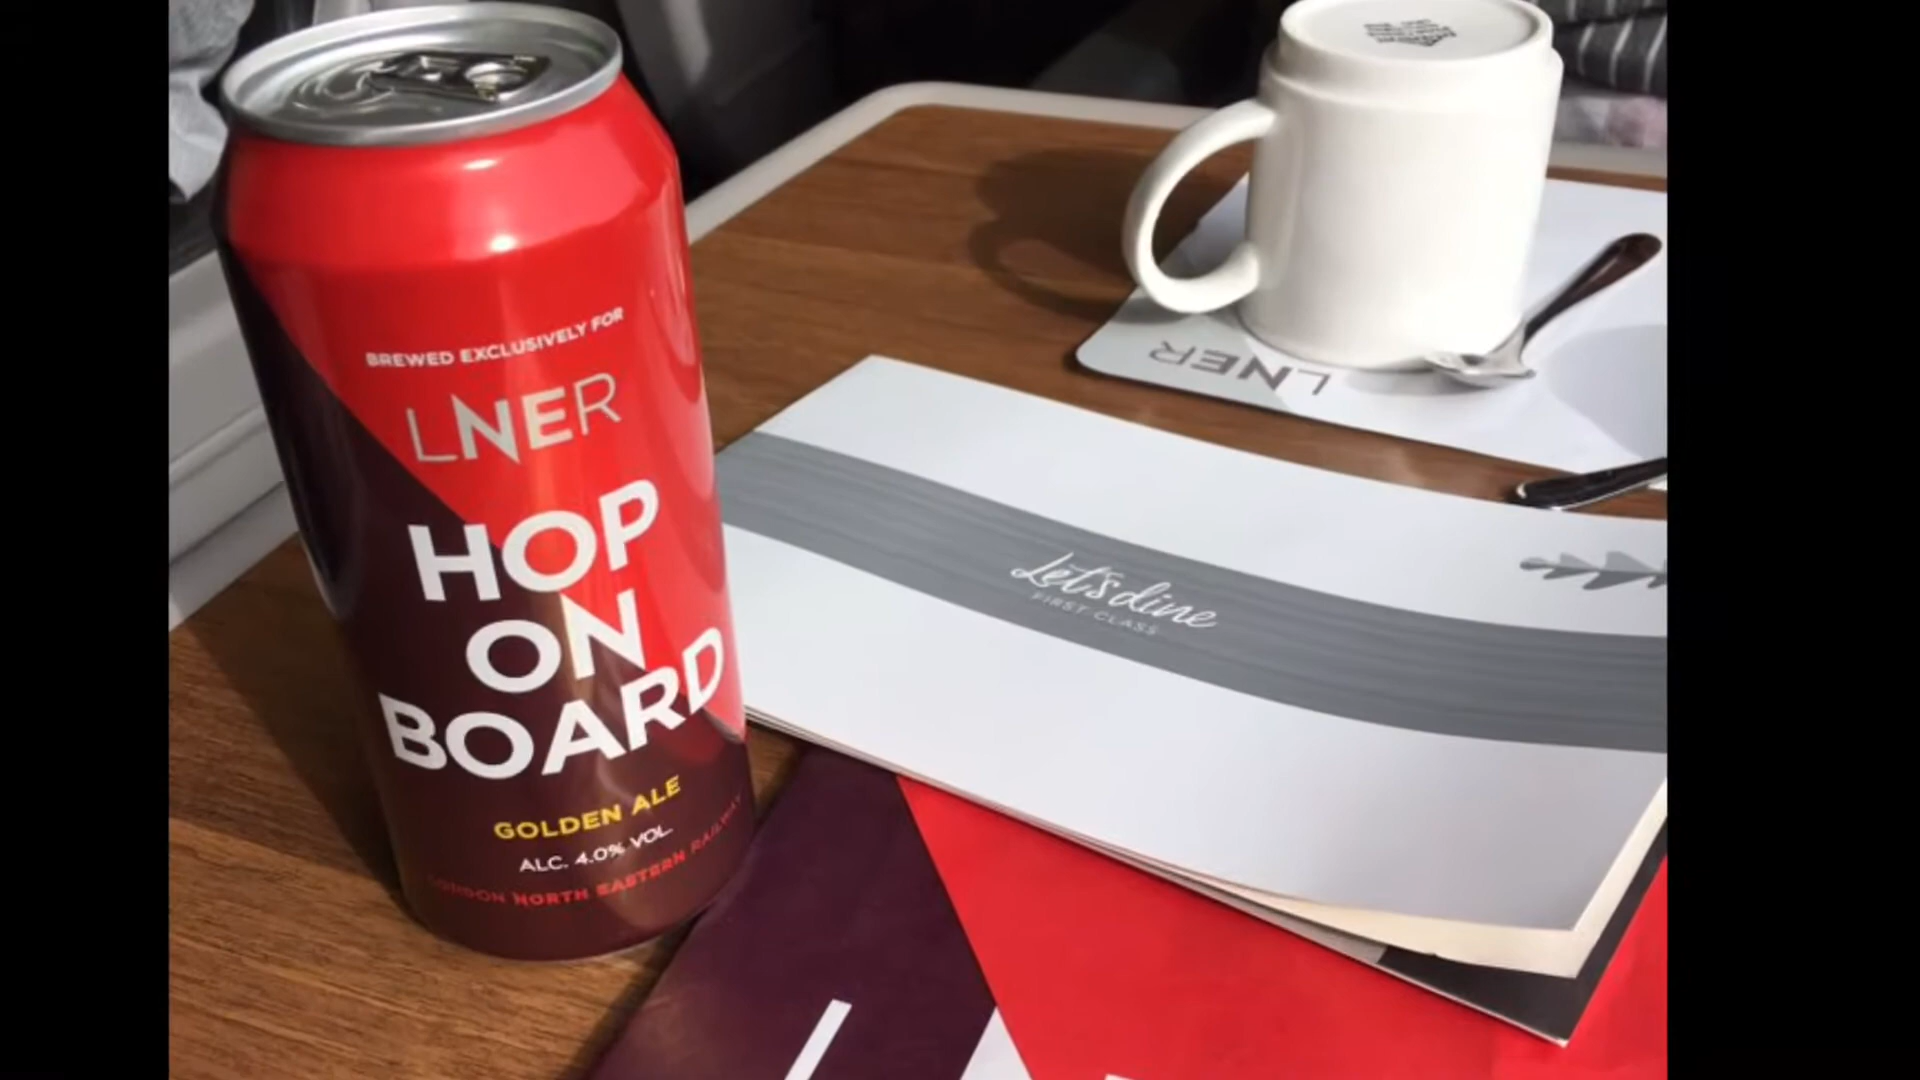 BREWED EXCLUSIVELY FOR
LNER
HOP
ON
BOARD
GOLDEN ALE
ALC. 4.0% VOL.
LONDON NORTH EASTERN RAILWAY
LNER
Let's dine
FIRST CLASS